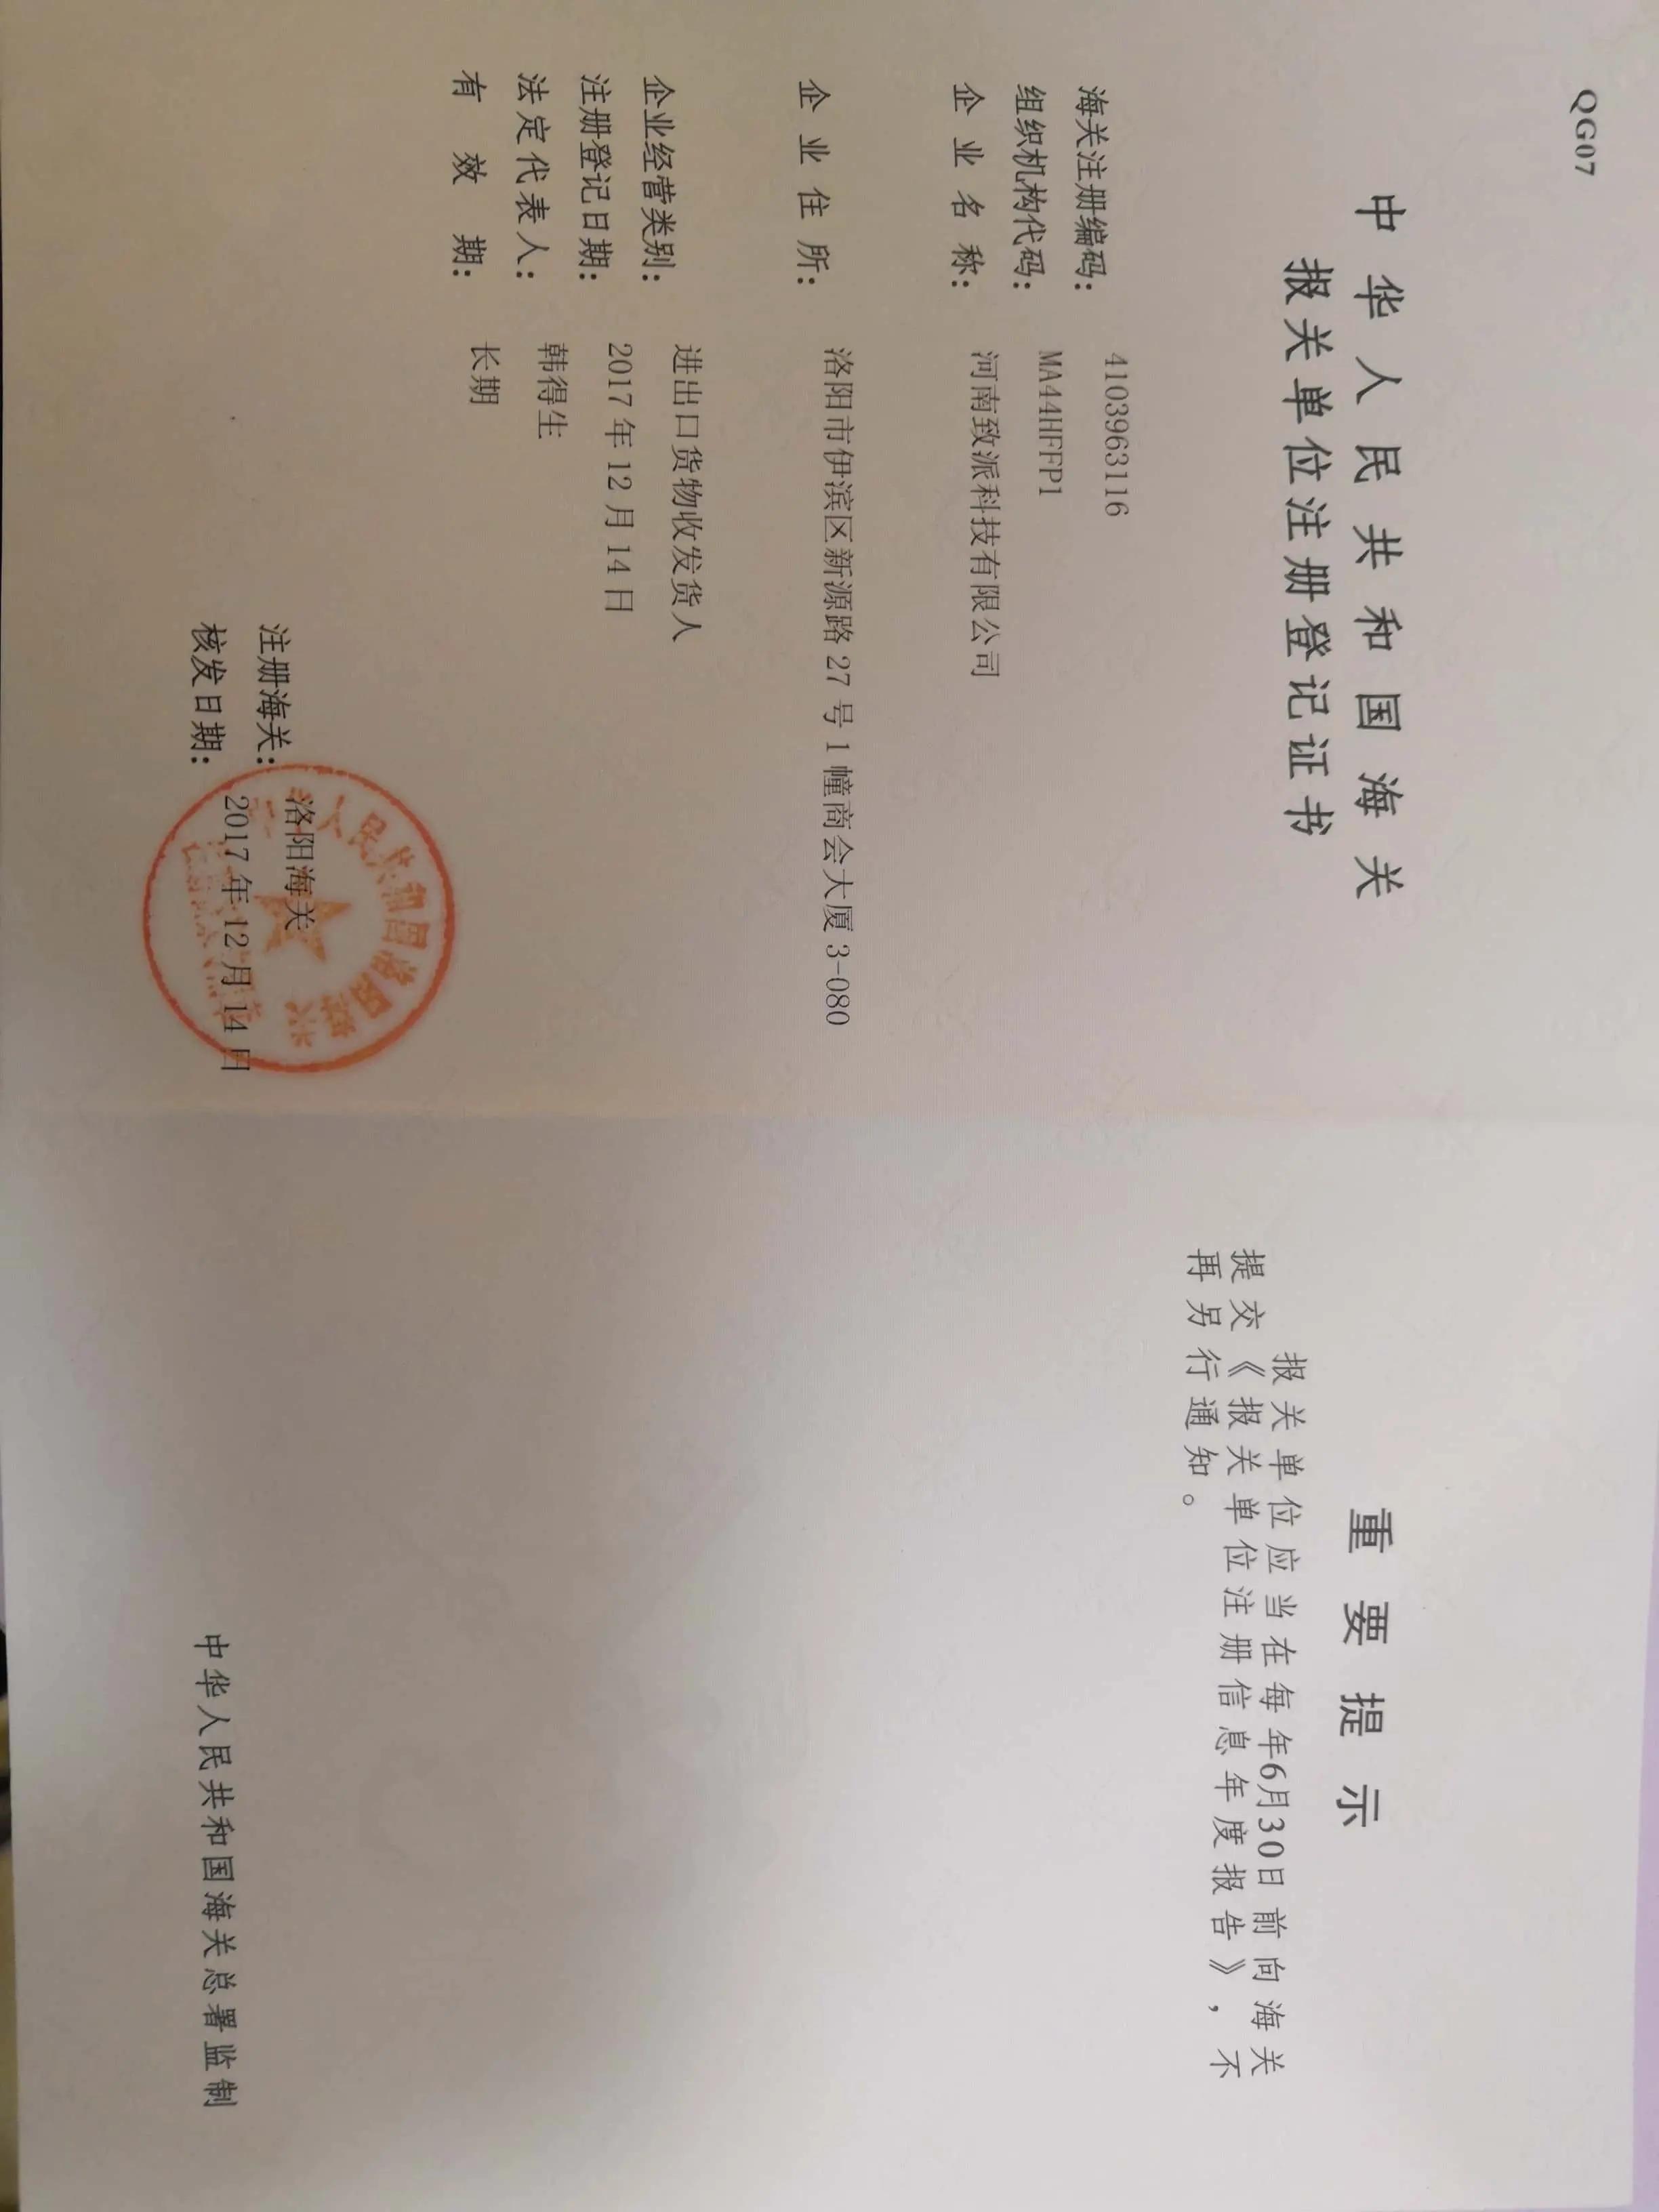 QG07
中华人民共和国海关
报关单位注册登记证书
海关注册编码： 4103963116
组织机构代码： MA44HFFP1
企业名称： 河南致派科技有限公司
企业住所： 洛阳市伊滨区新源路27号1幢商会大厦3-080
企业经营类别： 进出口货物收发货人
注册登记日期： 2017年12月14日
法定代表人： 韩得生
有效期： 长期
注册海关： 洛阳海关
核发日期： 2017年12月14日
人民共和国洛阳海关
重要提示
报关单位应当在每年6月30日前向海关
提交《报关单位注册信息年度报告》，不
再另行通知。
中华人民共和国海关总署监制